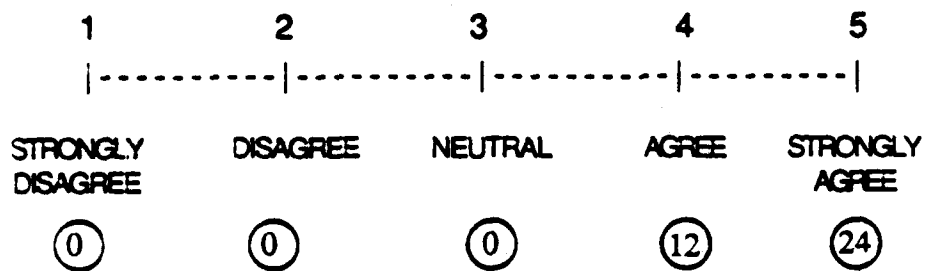 1 2 3 4 5
|-----------|-----------|-----------|----------|
STRONGLY DISAGREE NEUTRAL AGREE STRONGLY
DISAGREE AGREE
0 0 0 12 24